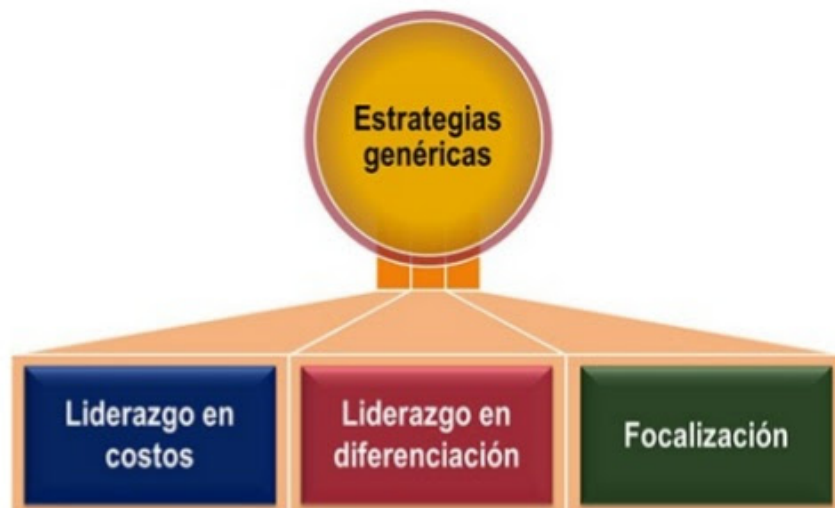 Estrategias
genéricas
Liderazgo en
costos
Liderazgo en
diferenciación
Focalización